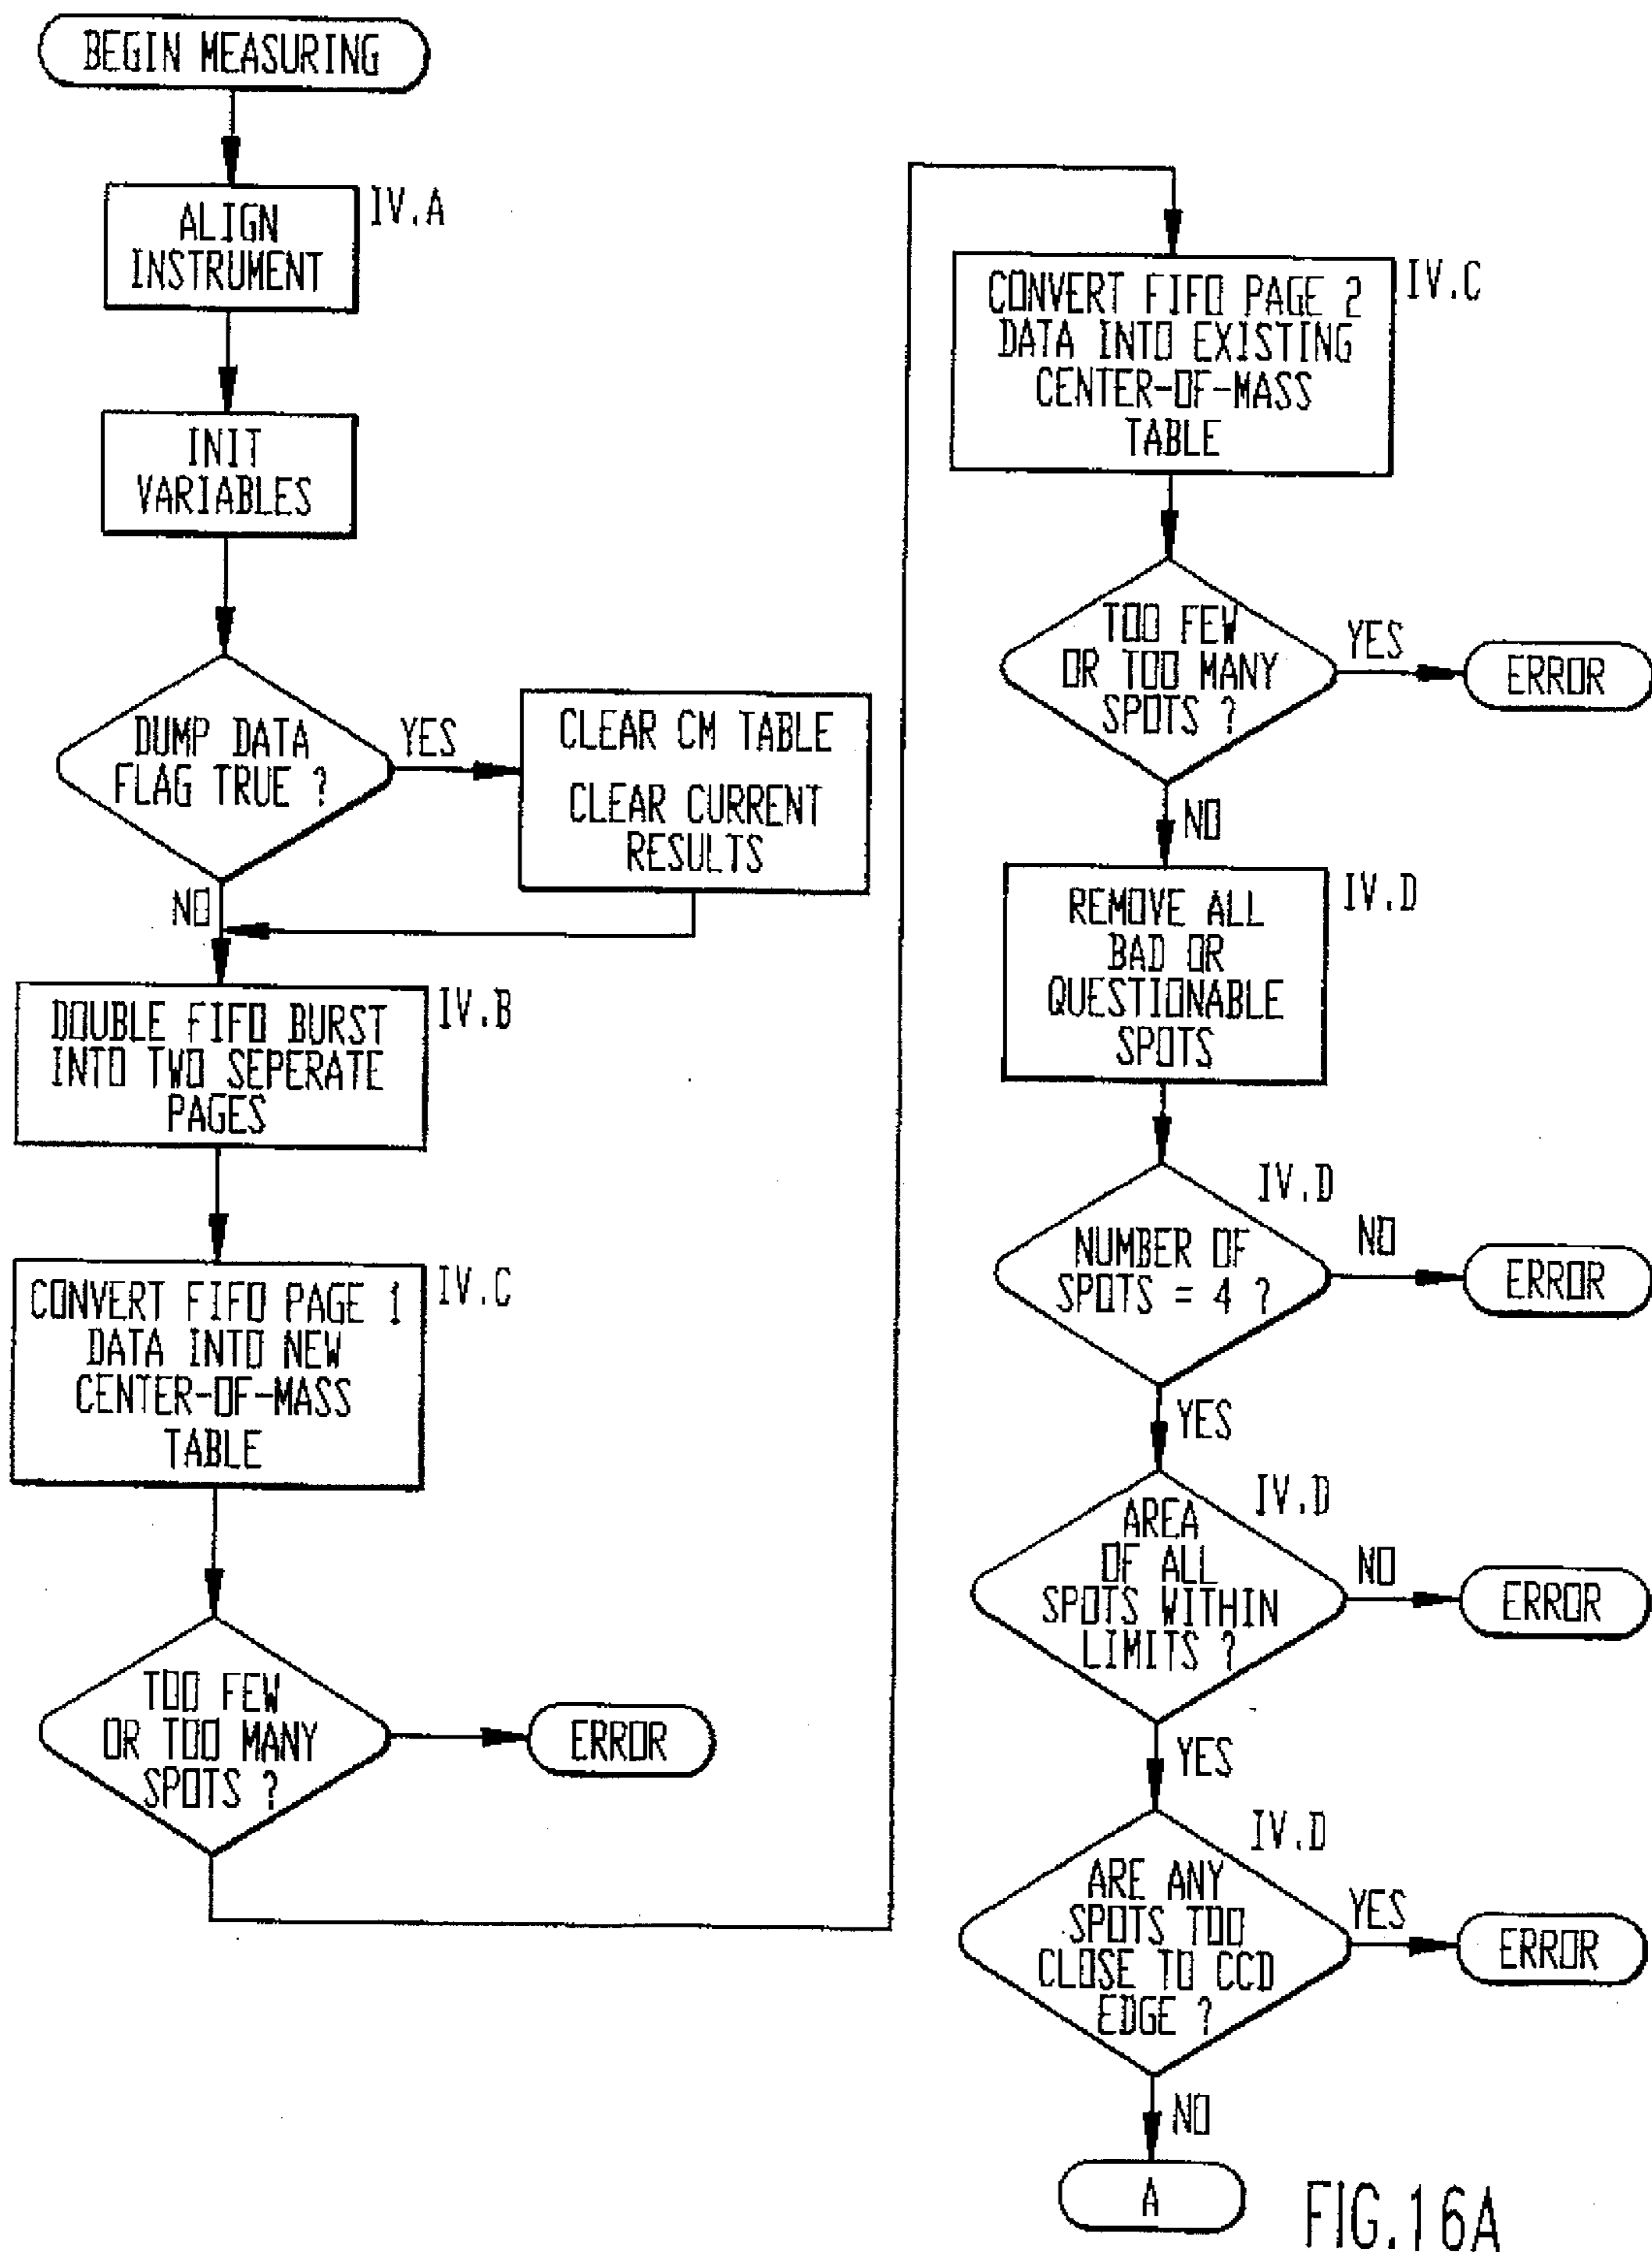 BEGIN MEASURING
ALIGN
INSTRUMENT
IV.A
INIT
VARIABLES
DUMP DATA
FLAG TRUE ?
YES
CLEAR CM TABLE
CLEAR CURRENT
RESULTS
NO
DOUBLE FIFO BURST
INTO TWO SEPERATE
PAGES
IV.B
CONVERT FIFO PAGE 1
DATA INTO NEW
CENTER-OF-MASS
TABLE
IV.C
TOO FEW
OR TOO MANY
SPOTS ?
ERROR
CONVERT FIFO PAGE 2
DATA INTO EXISTING
CENTER-OF-MASS
TABLE
IV.C
TOO FEW
OR TOO MANY
SPOTS ?
YES
ERROR
NO
REMOVE ALL
BAD OR
QUESTIONABLE
SPOTS
IV.D
NUMBER OF
SPOTS = 4 ?
IV.D
NO
ERROR
YES
AREA
OF ALL
SPOTS WITHIN
LIMITS ?
IV.D
NO
ERROR
YES
ARE ANY
SPOTS TOO
CLOSE TO CCD
EDGE ?
IV.D
YES
ERROR
NO
A
FIG.16A